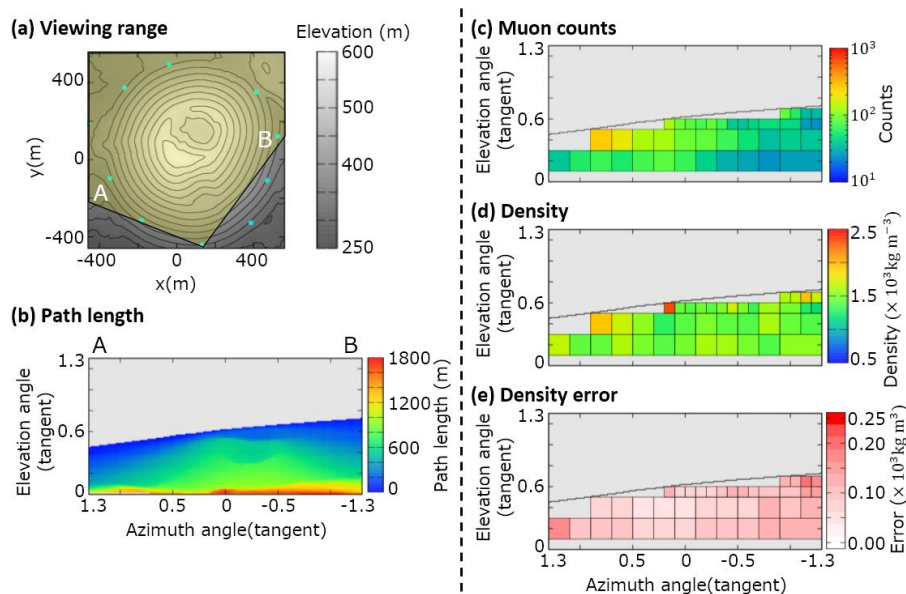 (a) Viewing range
Elevation (m)
600
500
400
250
400
0
-400
y(m)
A
B
-400
0
400
x(m)
(b) Path length
A
B
1.3
0.6
0
Elevation angle
(tangent)
1.3
0.5
0
-0.5
-1.3
Azimuth angle(tangent)
1800
1200
600
0
Path length (m)
(c) Muon counts
1.3
0.6
0
Elevation angle
(tangent)
10³
10²
10¹
Counts
(d) Density
1.3
0.6
0
Elevation angle
(tangent)
2.5
1.5
0.5
Density (× 10³kg m⁻³)
(e) Density error
1.3
0.6
0
Elevation angle
(tangent)
1.3
0.5
0
-0.5
-1.3
Azimuth angle(tangent)
0.25
0.10
0.00
Error (×10³kg m³)